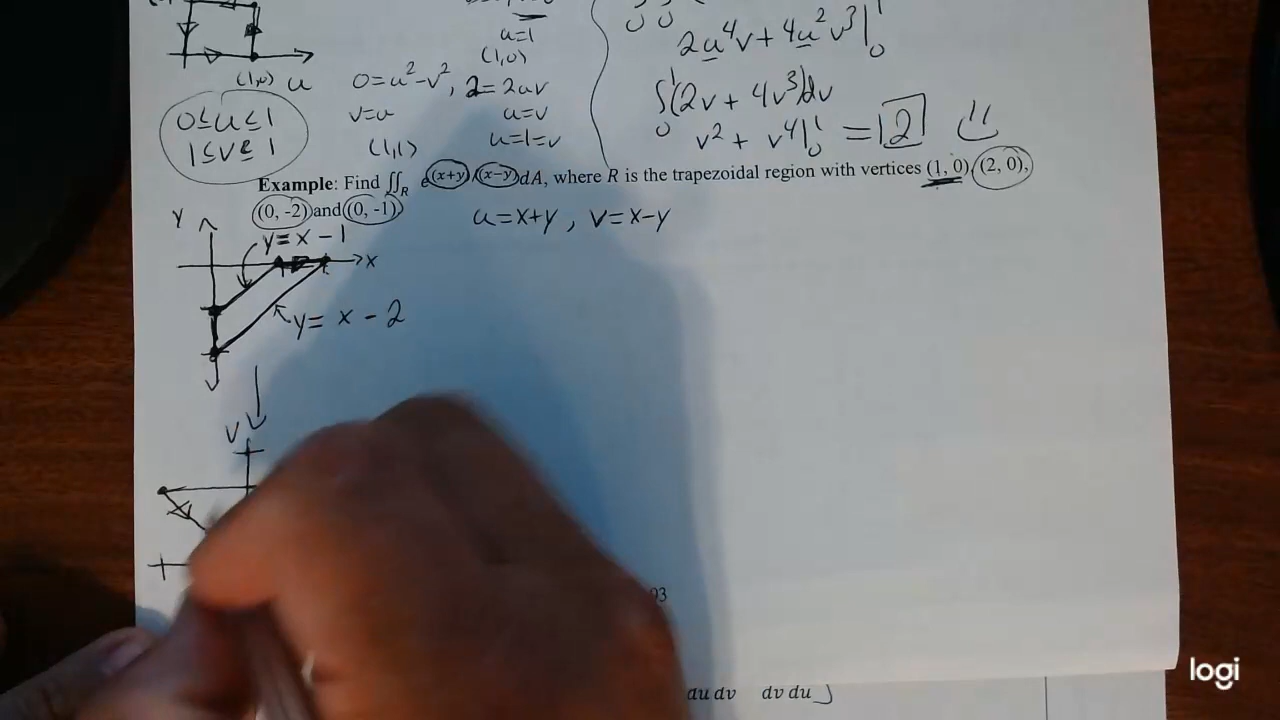 u=1
(1,0)
2u⁴v + 4u²v³|₀¹
(1,0) u
0=u²-v², 2=2uv
v=u u=v
(1,1) u=1=v
0≤u≤1
1≤v≤1
∫₀¹(2v + 4v³)dv
v² + v⁴|₀¹ = 2
Example: Find ∬_R e^(x+y)/(x−y) dA, where R is the trapezoidal region with vertices (1, 0), (2, 0),
(0, -2) and (0, -1)
u=x+y, v=x-y
y
y=x-1
x
y=x-2
v
93
du dv dv du
logi